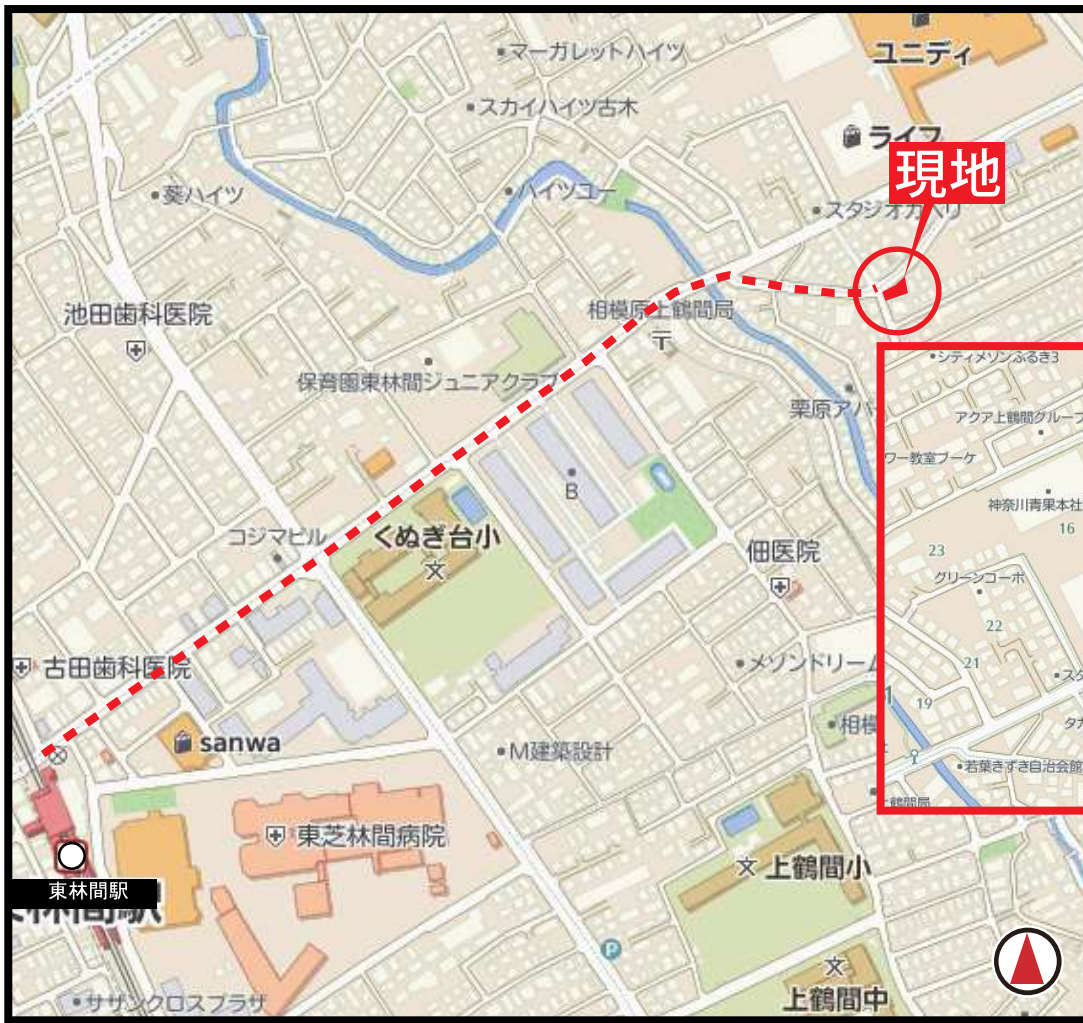 ユニディ
マーガレットハイツ
スカイハイツ古木
ライフ
現地
葵ハイツ
ハイツユー
池田歯科医院
相模原上鶴間局
〒
保育園東林間ジュニアクラブ
栗原アパ
シティメゾンふるき3
アクア上鶴間グループ
ワー教室ブーケ
神奈川青果本社
16
B
コジマビル
くぬぎ台小
文
佃医院
23
グリーンコーポ
22
古田歯科医院
メゾンドリーム
21
19
sanwa
相模
M建築設計
若葉きずき自治会館
上鶴間局
東芝林間病院
文
上鶴間小
東林間駅
P
文
上鶴間中
サザンクロスプラザ